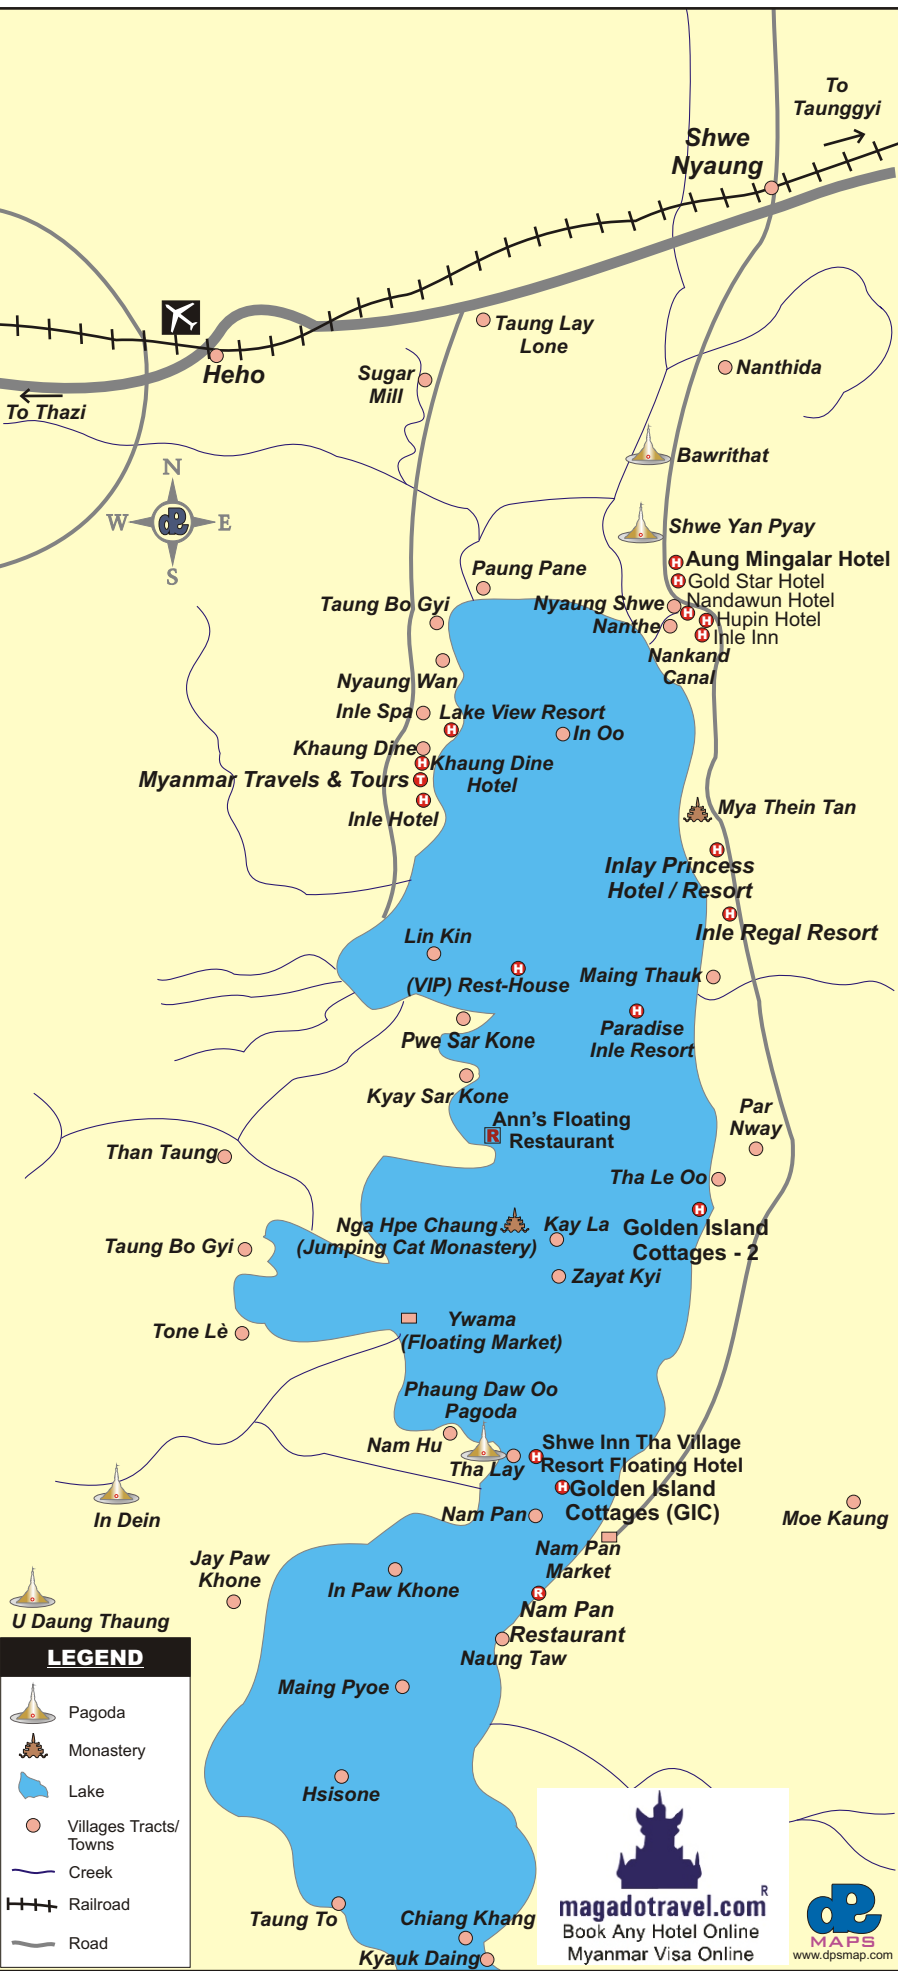 To
Taunggyi
Shwe
Nyaung
Taung Lay
Lone
Heho
Sugar
Mill
Nanthida
To Thazi
Bawrithat
N
W
E
S
Shwe Yan Pyay
Aung Mingalar Hotel
Gold Star Hotel
Paung Pane
Nyaung Shwe
Nandawun Hotel
Taung Bo Gyi
Hupin Hotel
Nanthe
Inle Inn
Nankand
Canal
Nyaung Wan
Inle Spa
Lake View Resort
In Oo
Khaung Dine
Khaung Dine
Hotel
Myanmar Travels & Tours
Inle Hotel
Mya Thein Tan
Inlay Princess
Hotel / Resort
Inle Regal Resort
Lin Kin
(VIP) Rest-House
Maing Thauk
Paradise
Inle Resort
Pwe Sar Kone
Kyay Sar Kone
Ann's Floating
Restaurant
Par
Nway
Than Taung
Tha Le Oo
Nga Hpe Chaung
(Jumping Cat Monastery)
Kay La
Golden Island
Cottages - 2
Taung Bo Gyi
Zayat Kyi
Tone Lè
Ywama
(Floating Market)
Phaung Daw Oo
Pagoda
Nam Hu
Tha Lay
Shwe Inn Tha Village
Resort Floating Hotel
Golden Island
Cottages (GIC)
In Dein
Nam Pan
Moe Kaung
Nam Pan
Market
Jay Paw
Khone
In Paw Khone
U Daung Thaung
Nam Pan
Restaurant
Naung Taw
LEGEND
Pagoda
Monastery
Lake
Villages Tracts/
Towns
Creek
Railroad
Road
Maing Pyoe
Hsisone
Taung To
Chiang Khang
Kyauk Daing
magadotravel.com R
Book Any Hotel Online
Myanmar Visa Online
MAPS
www.dpsmap.com